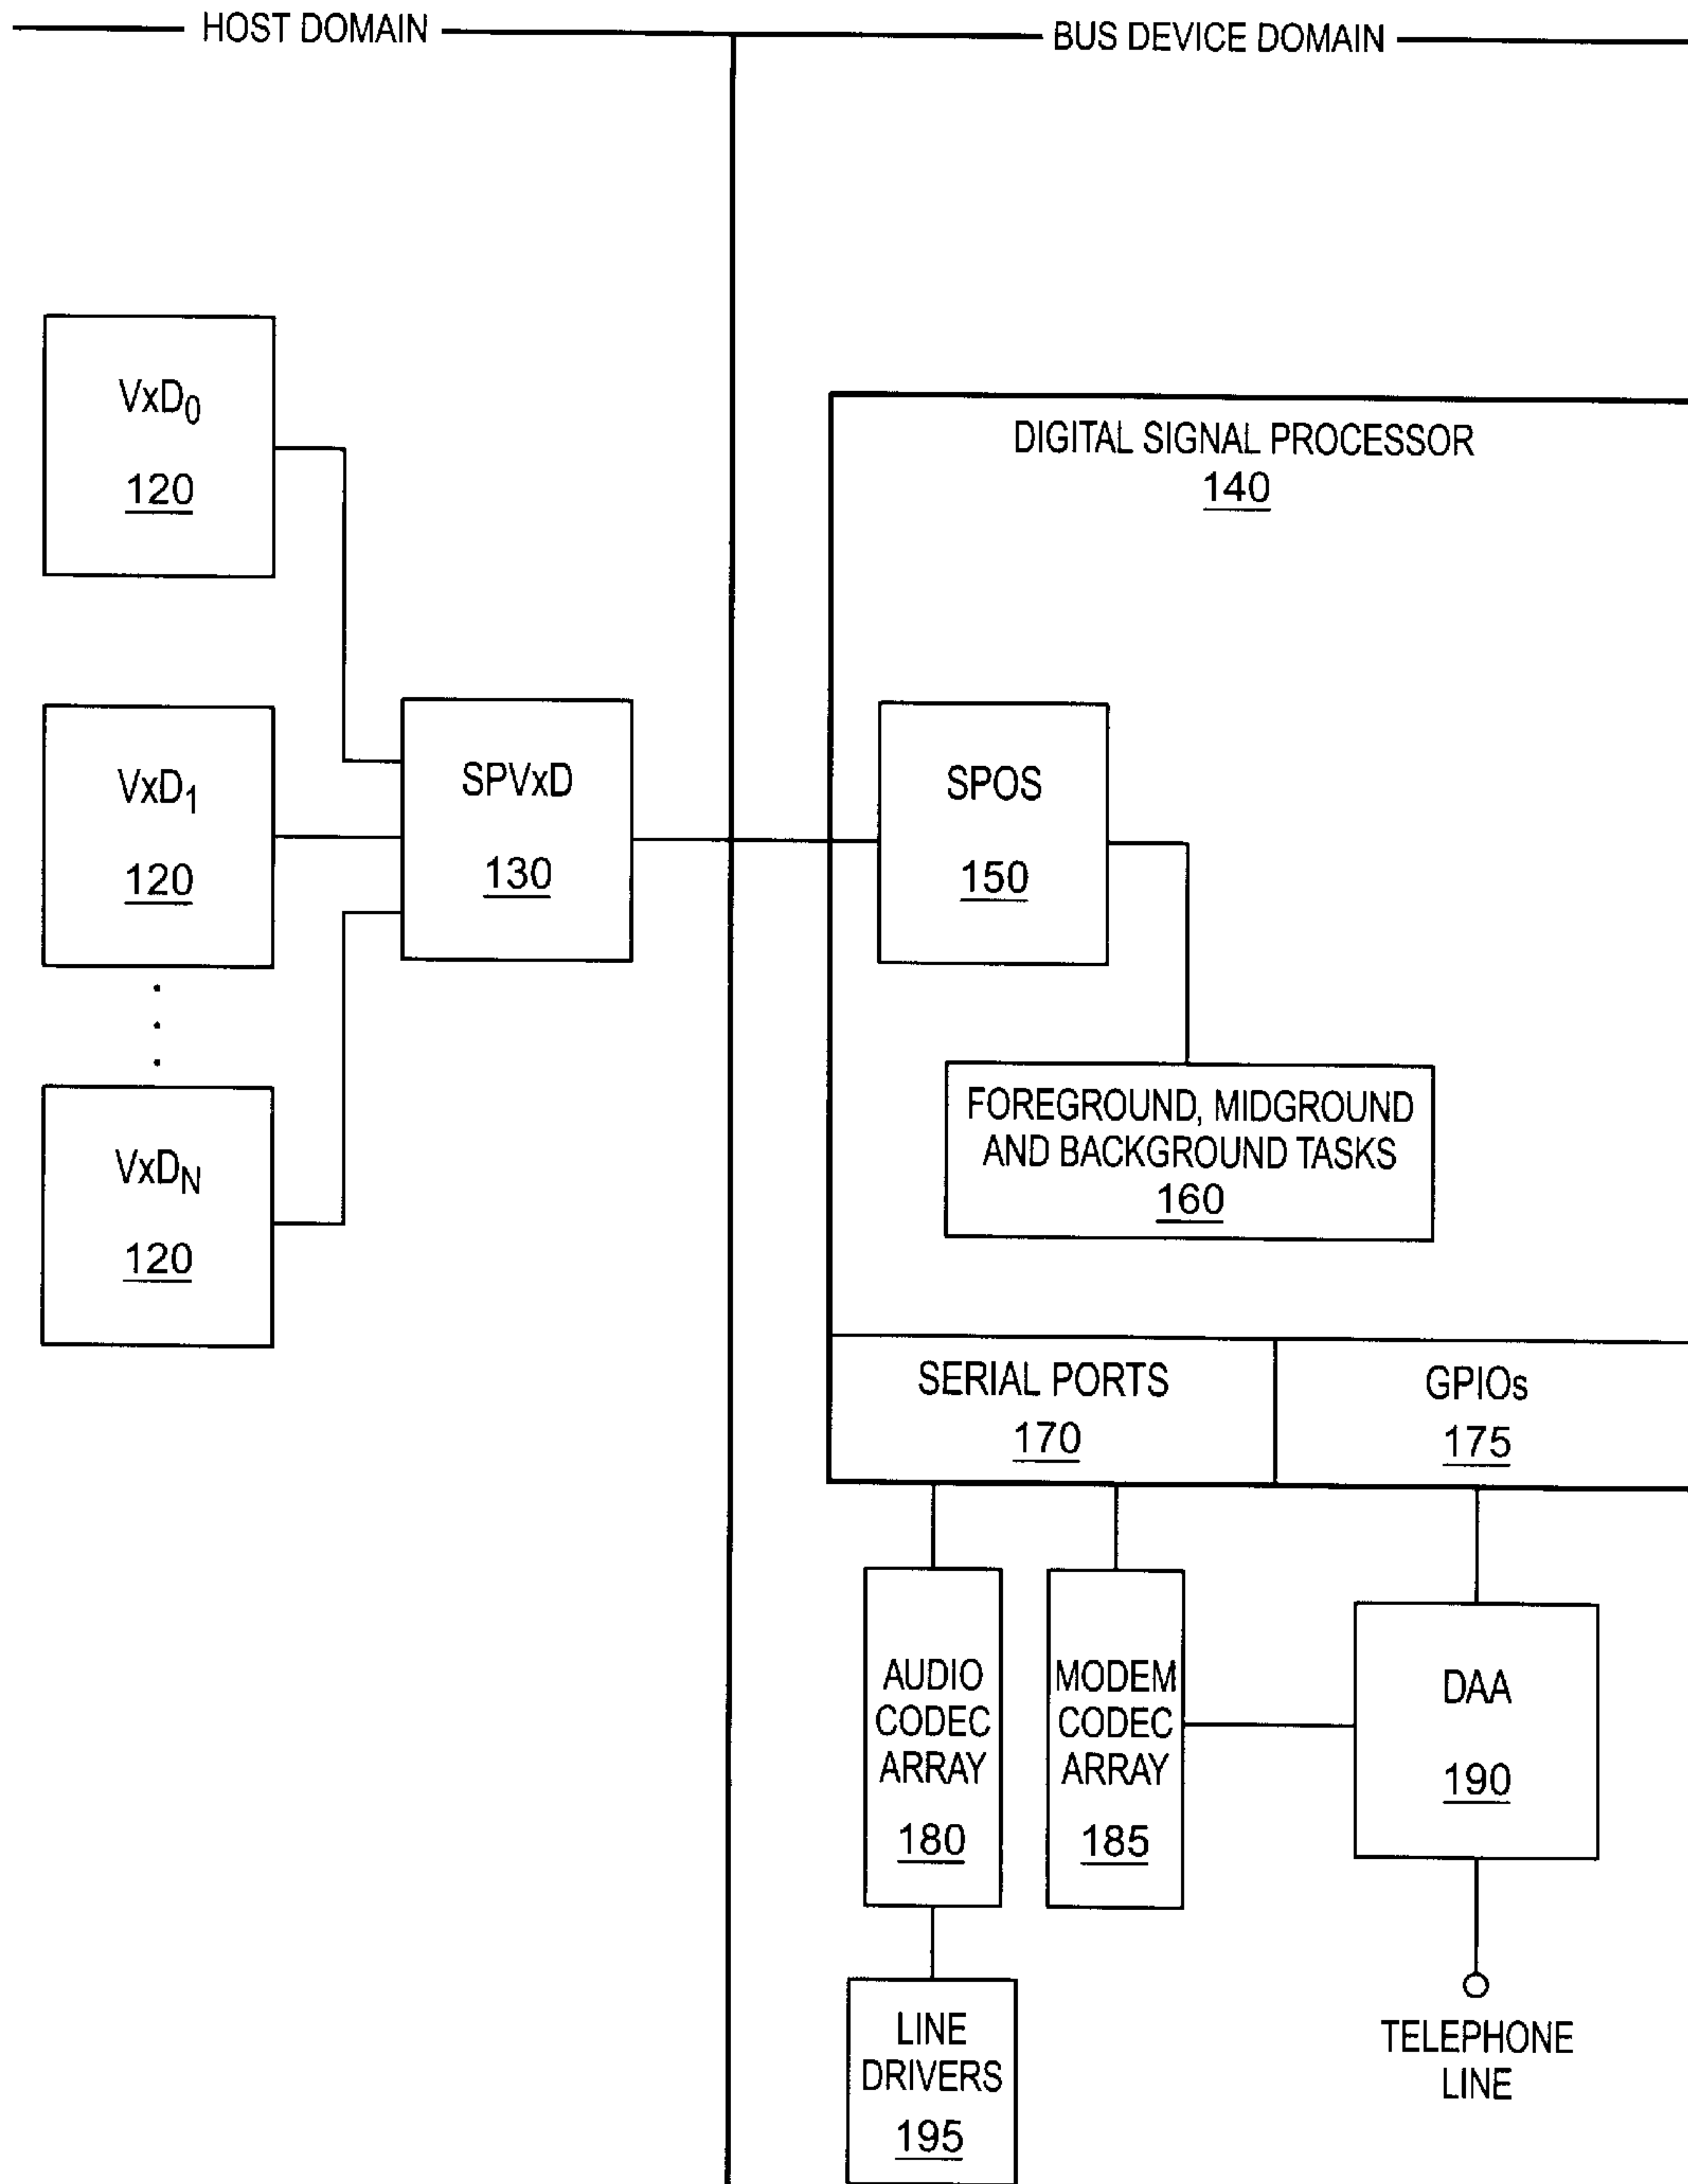 HOST DOMAIN
BUS DEVICE DOMAIN
VxD₀
120
DIGITAL SIGNAL PROCESSOR
140
VxD₁
120
SPVxD
130
SPOS
150
FOREGROUND, MIDGROUND
AND BACKGROUND TASKS
160
VxD_N
120
SERIAL PORTS
170
GPIOs
175
AUDIO
CODEC
ARRAY
180
MODEM
CODEC
ARRAY
185
DAA
190
LINE
DRIVERS
195
TELEPHONE
LINE